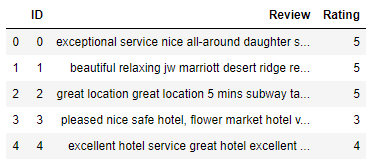 ID Review Rating
0 0 exceptional service nice all-around daughter s... 5
1 1 beautiful relaxing jw marriott desert ridge re... 5
2 2 great location great location 5 mins subway ta... 5
3 3 pleased nice safe hotel, flower market hotel v... 3
4 4 excellent hotel service great hotel excellent ... 4